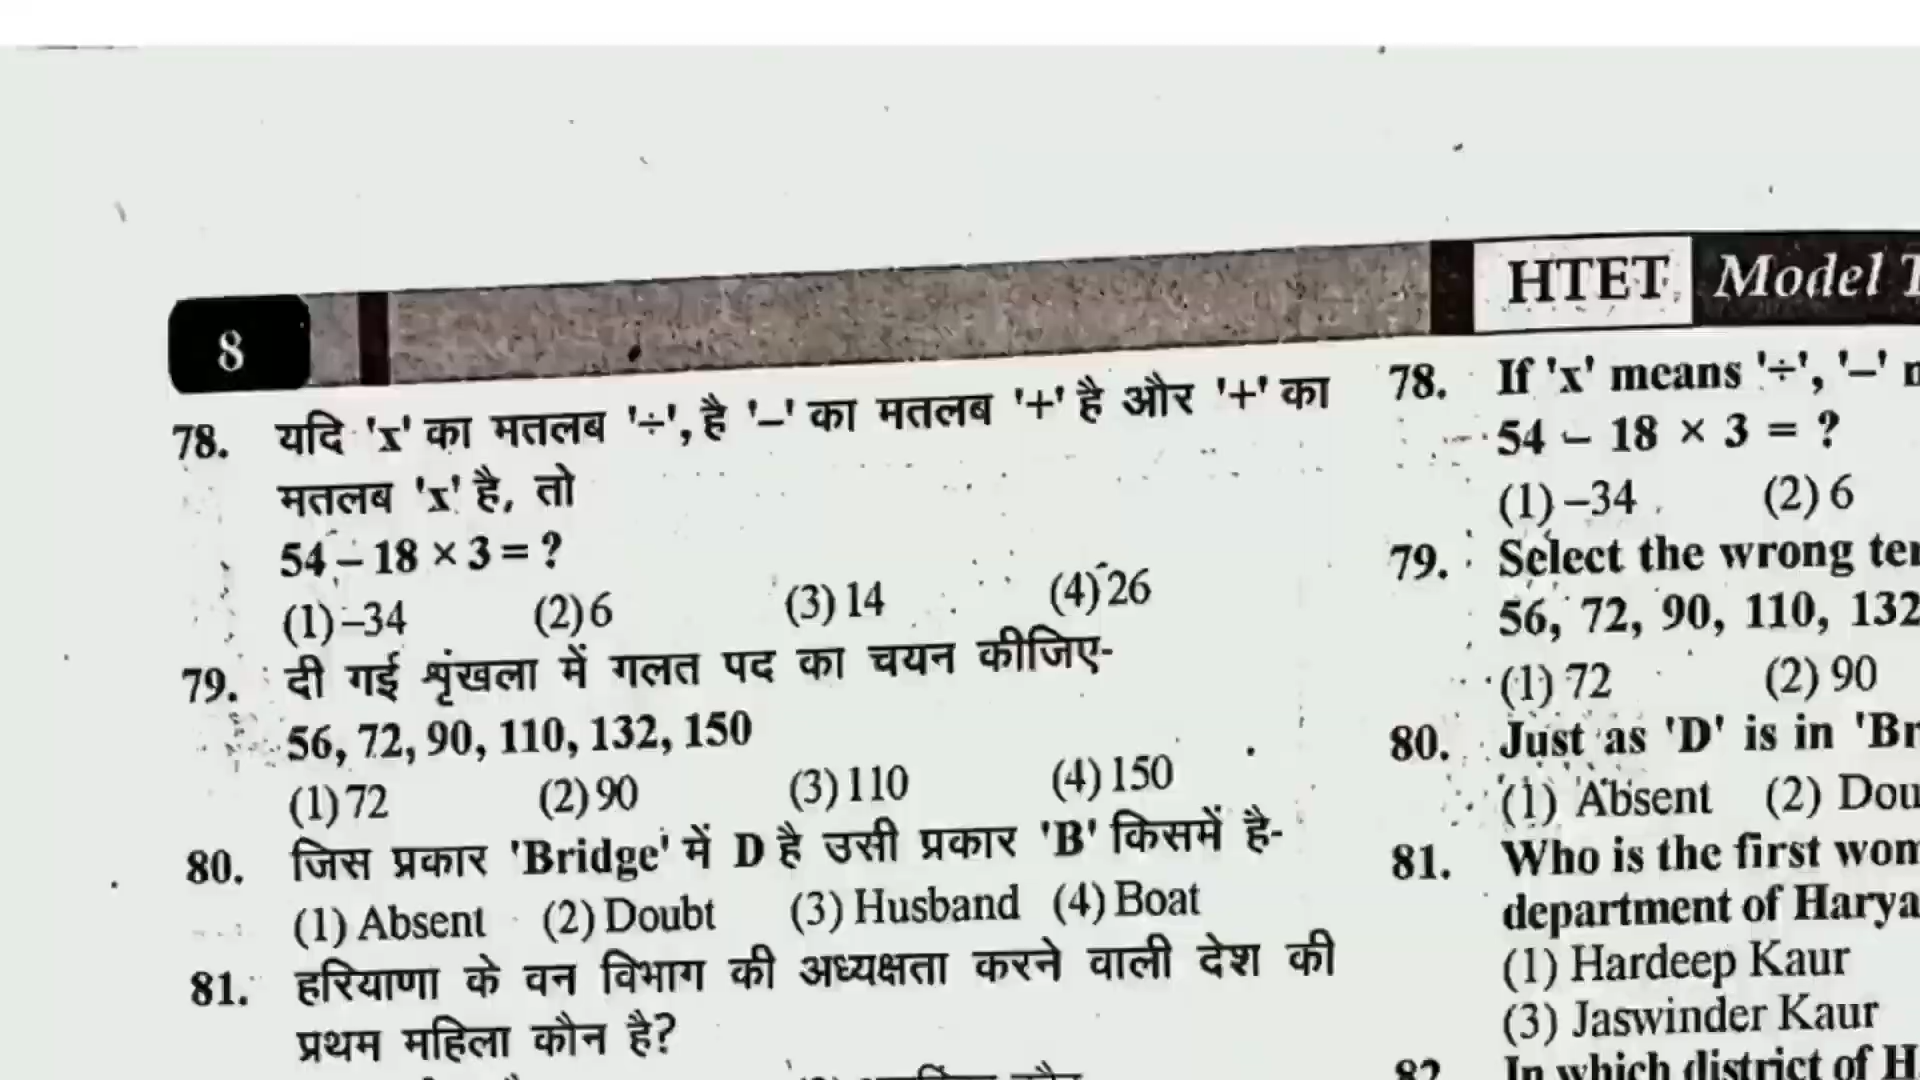 8
HTET Model
78. यदि 'x' का मतलब '÷', है '–' का मतलब '+' है और '+' का
मतलब 'x' है, तो
54 – 18 × 3 = ?
(1) –34 (2) 6 (3) 14 (4) 26
79. दी गई शृंखला में गलत पद का चयन कीजिए-
56, 72, 90, 110, 132, 150
(1) 72 (2) 90 (3) 110 (4) 150
80. जिस प्रकार 'Bridge' में D है उसी प्रकार 'B' किसमें है-
(1) Absent (2) Doubt (3) Husband (4) Boat
81. हरियाणा के वन विभाग की अध्यक्षता करने वाली देश की
प्रथम महिला कौन है?
78. If 'x' means '÷', '–'
54 – 18 × 3 = ?
(1) –34 (2) 6
79. Select the wrong
56, 72, 90, 110, 132
(1) 72 (2) 90
80. Just as 'D' is in
(1) Absent (2)
81. Who is the first
department of
(1) Hardeep Kaur
(3) Jaswinder Kaur
82. In which district of